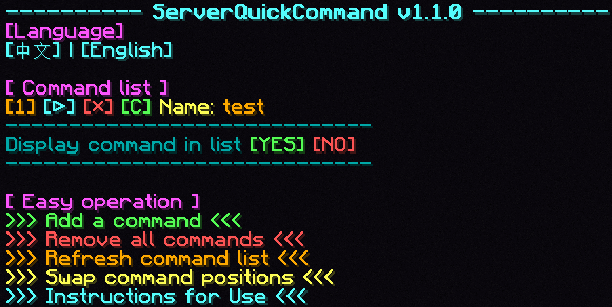 ---------- ServerQuickCommand v1.1.0 ----------
[Language]
[中文] | [English]
[ Command list ]
[1] [▷] [×] [C] Name: test
-----------------------------
Display command in list [YES] [NO]
-----------------------------
[ Easy operation ]
>>> Add a command <<<
>>> Remove all commands <<<
>>> Refresh command list <<<
>>> Swap command positions <<<
>>> Instructions for Use <<<